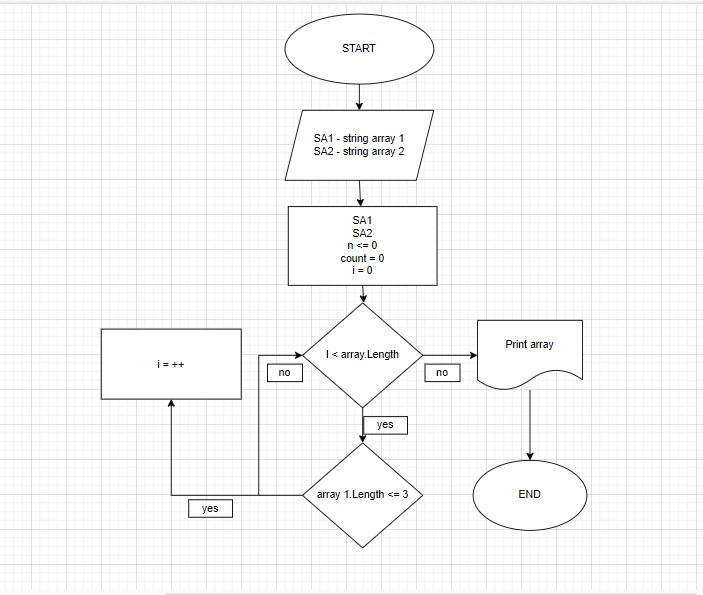 START
SA1 - string array 1
SA2 - string array 2
SA1
SA2
n <= 0
count = 0
i = 0
I < array.Length
i = ++
Print array
no
no
yes
array 1.Length <= 3
END
yes